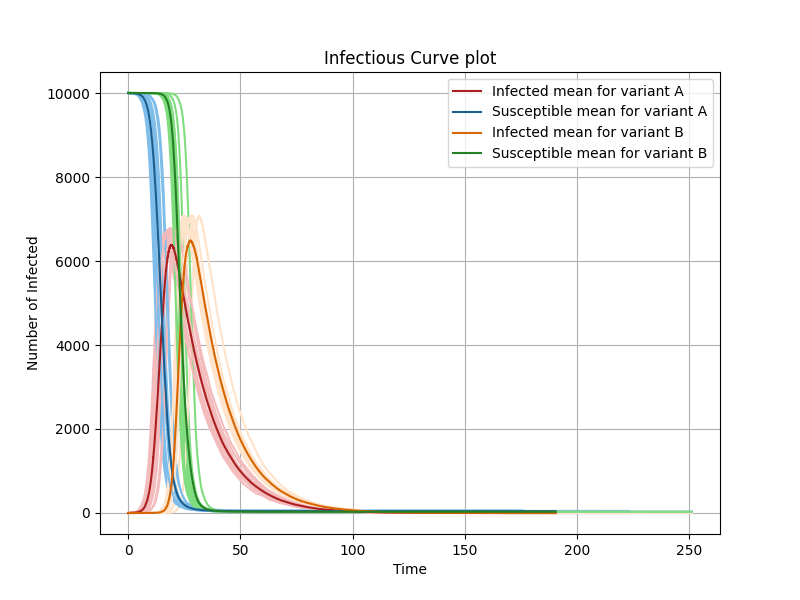 Infectious Curve plot
Infected mean for variant A
Susceptible mean for variant A
Infected mean for variant B
Susceptible mean for variant B
Number of Infected
10000
8000
6000
4000
2000
0
0 50 100 150 200 250
Time